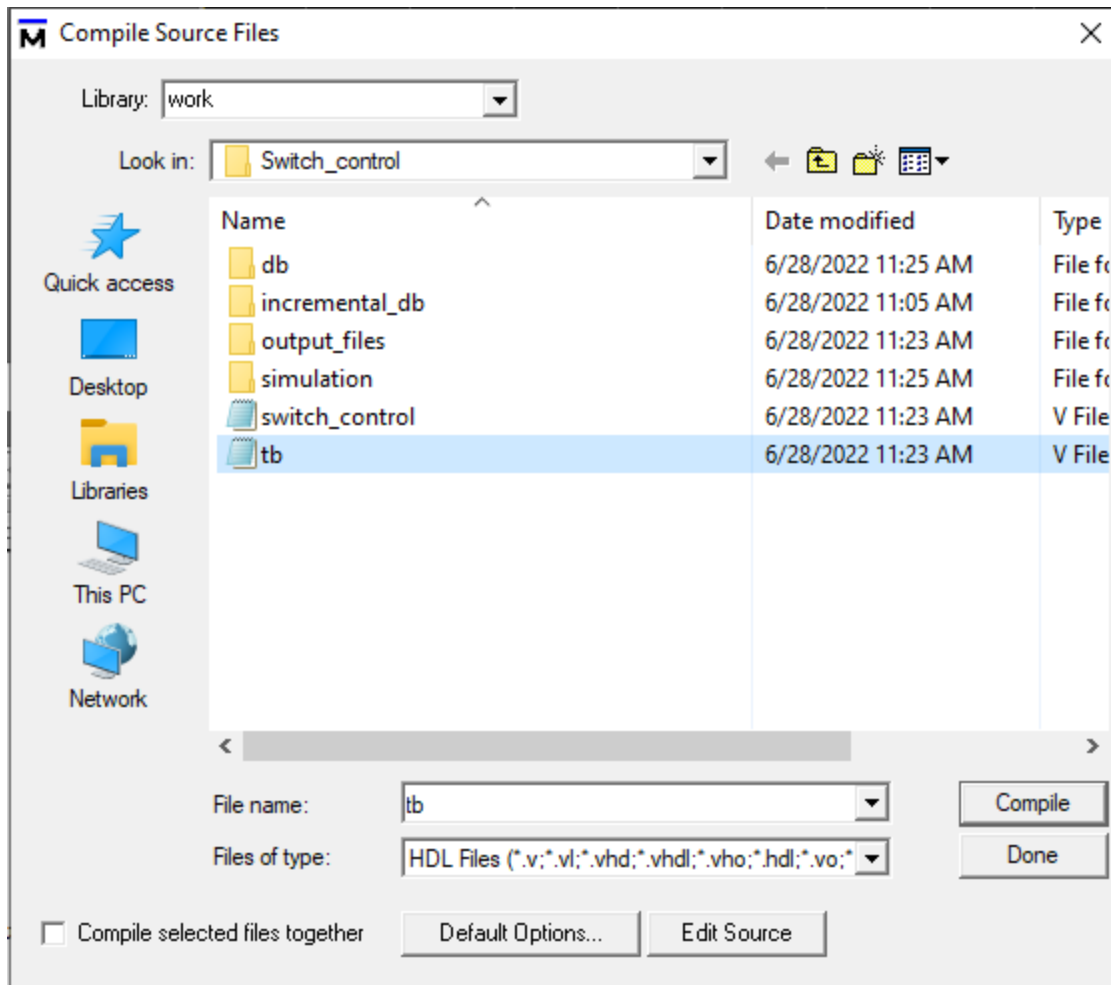 M Compile Source Files
Library: work
Look in: Switch_control
Name Date modified Type
db 6/28/2022 11:25 AM File fo
incremental_db 6/28/2022 11:05 AM File fo
output_files 6/28/2022 11:23 AM File fo
simulation 6/28/2022 11:25 AM File fo
switch_control 6/28/2022 11:23 AM V File
tb 6/28/2022 11:23 AM V File
Quick access
Desktop
Libraries
This PC
Network
File name: tb Compile
Files of type: HDL Files (*.v;*.vl;*.vhd;*.vhdl;*.vho;*.hdl;*.vo;* Done
Compile selected files together Default Options... Edit Source